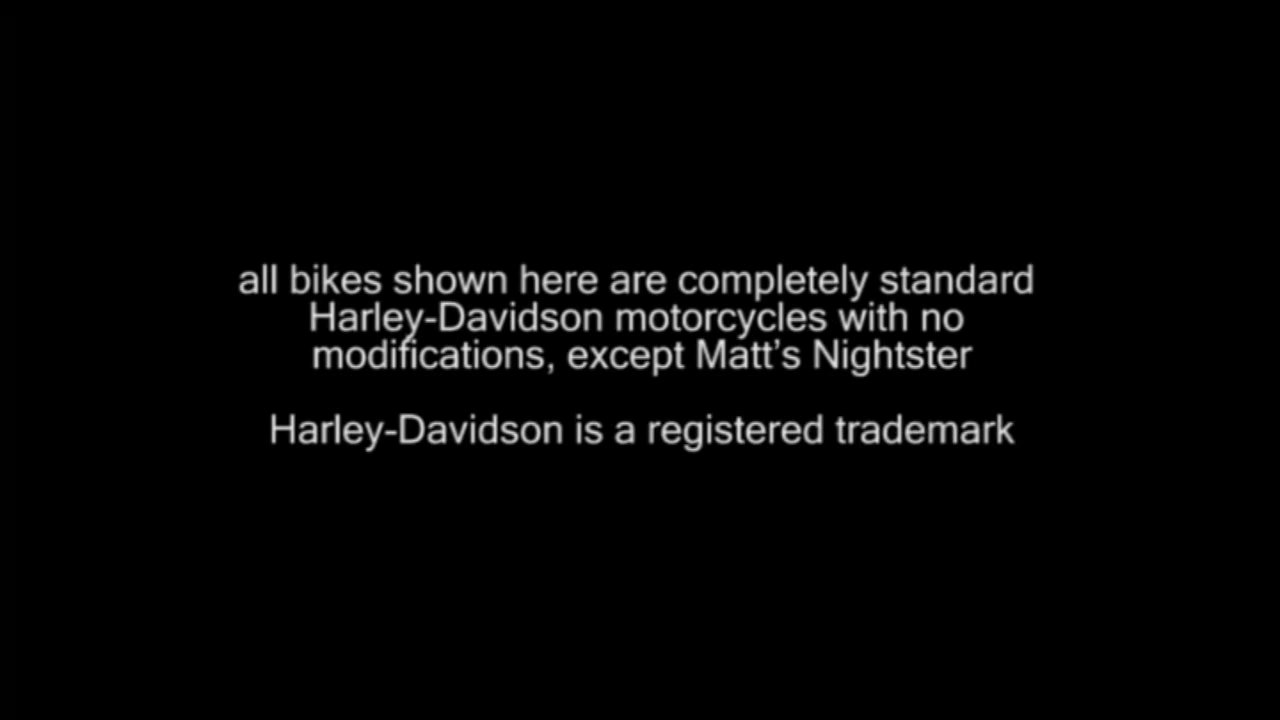 all bikes shown here are completely standard
Harley-Davidson motorcycles with no
modifications, except Matt’s Nightster
Harley-Davidson is a registered trademark